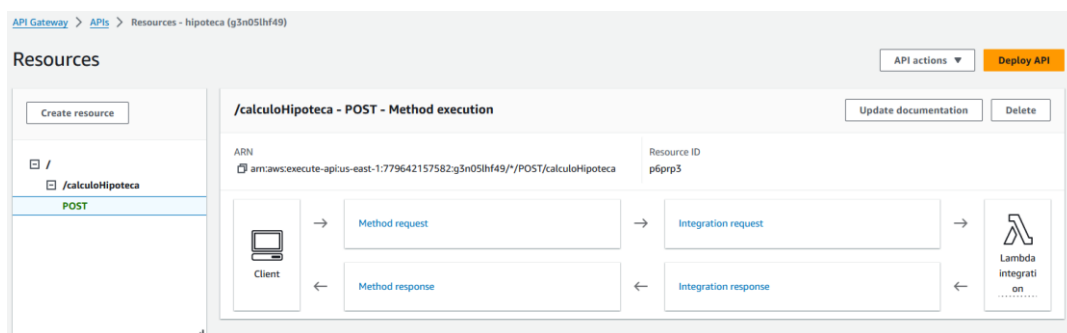 API Gateway > APIs > Resources - hipoteca (g3n05lhf49)
Resources
API actions ▼
Deploy API
Create resource
/
/calculoHipoteca
POST
/calculoHipoteca - POST - Method execution
Update documentation
Delete
ARN
arn:aws:execute-api:us-east-1:779642157582:g3n05lhf49/*/POST/calculoHipoteca
Resource ID
p6prp3
Client
Method request
Integration request
Method response
Integration response
Lambda
integrati
on